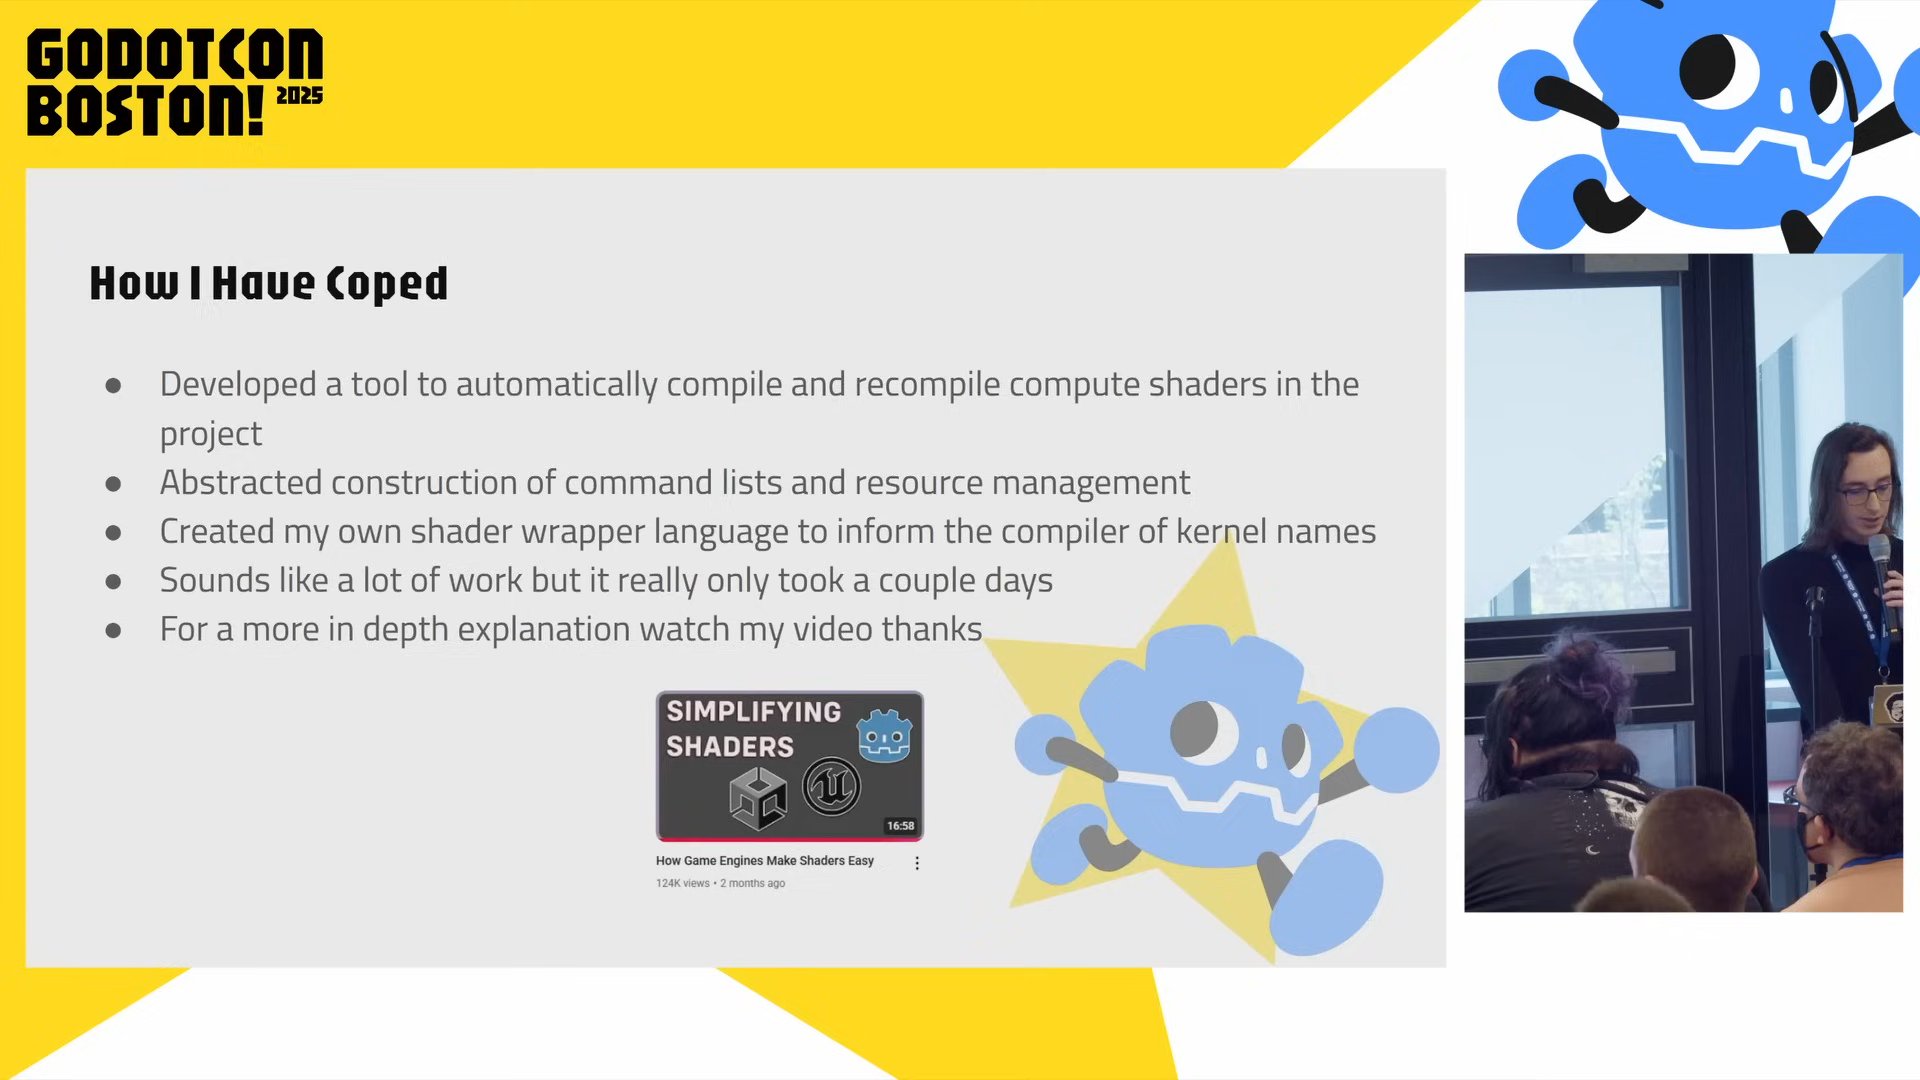 GODOTCON
BOSTON! 2025
How I Have Coped
● Developed a tool to automatically compile and recompile compute shaders in the
project
● Abstracted construction of command lists and resource management
● Created my own shader wrapper language to inform the compiler of kernel names
● Sounds like a lot of work but it really only took a couple days
● For a more in depth explanation watch my video thanks
SIMPLIFYING
SHADERS
16:58
How Game Engines Make Shaders Easy
124K views • 2 months ago